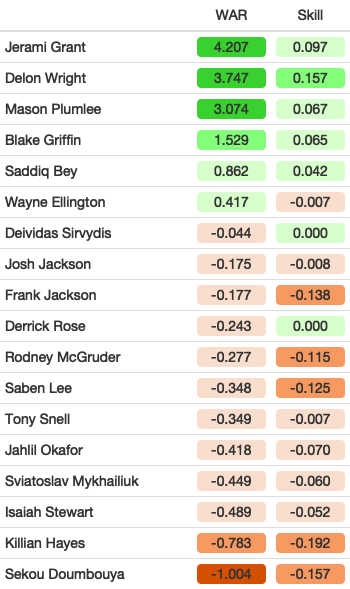 WAR Skill
Jerami Grant 4.207 0.097
Delon Wright 3.747 0.157
Mason Plumlee 3.074 0.067
Blake Griffin 1.529 0.065
Saddiq Bey 0.862 0.042
Wayne Ellington 0.417 -0.007
Deividas Sirvydis -0.044 0.000
Josh Jackson -0.175 -0.008
Frank Jackson -0.177 -0.138
Derrick Rose -0.243 0.000
Rodney McGruder -0.277 -0.115
Saben Lee -0.348 -0.125
Tony Snell -0.349 -0.007
Jahlil Okafor -0.418 -0.070
Sviatoslav Mykhailiuk -0.449 -0.060
Isaiah Stewart -0.489 -0.052
Killian Hayes -0.783 -0.192
Sekou Doumbouya -1.004 -0.157